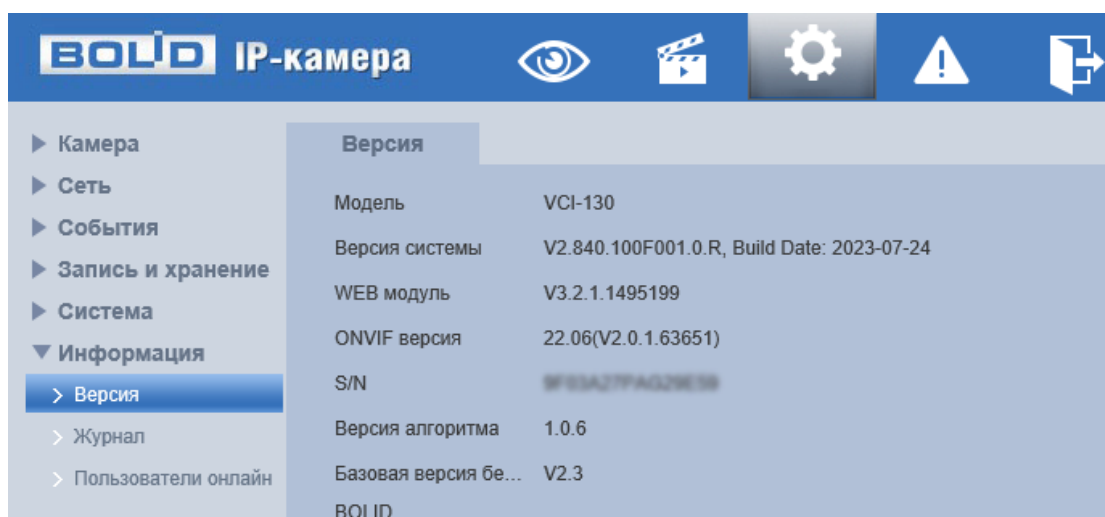 BOLID IP-камера
Камера
Сеть
События
Запись и хранение
Система
Информация
Версия
Журнал
Пользователи онлайн
Версия
Модель VCI-130
Версия системы V2.840.100F001.0.R, Build Date: 2023-07-24
WEB модуль V3.2.1.1495199
ONVIF версия 22.06(V2.0.1.63651)
S/N
Версия алгоритма 1.0.6
Базовая версия бе... V2.3
BOLID